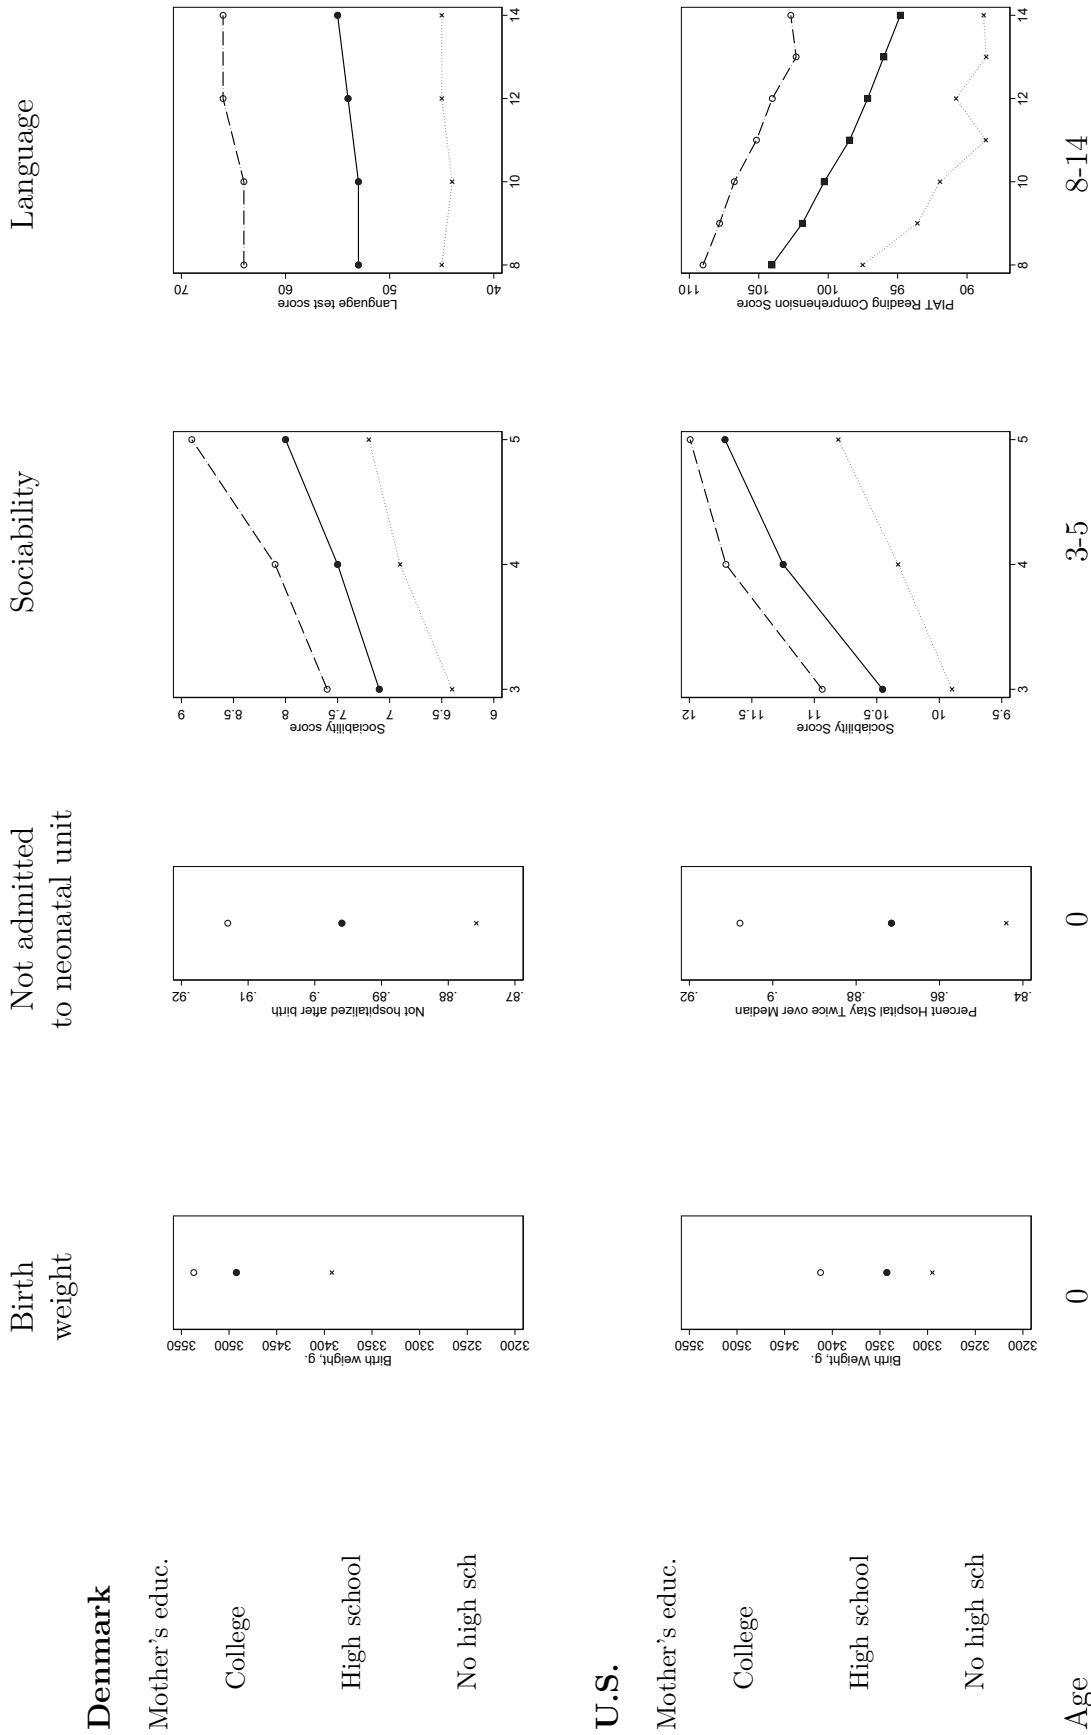 Birth
weight
Not admitted
to neonatal unit
Sociability
Language
Denmark
Mother's educ.
College
High school
No high sch
Birth weight, g.
3200
3250
3300
3350
3400
3450
3500
3550
Not hospitalized after birth
.87
.88
.89
.9
.91
.92
Sociability score
6
6.5
7
7.5
8
8.5
9
3
4
5
Language test score
40
50
60
70
8
10
12
14
U.S.
Mother's educ.
College
High school
No high sch
Birth Weight, g.
3200
3250
3300
3350
3400
3450
3500
3550
Percent Hospital Stay Twice over Median
.84
.86
.88
.9
.92
Sociability Score
9.5
10
10.5
11
11.5
12
3
4
5
PIAT Reading Comprehension Score
90
95
100
105
110
8
10
12
14
Age
0
0
3-5
8-14